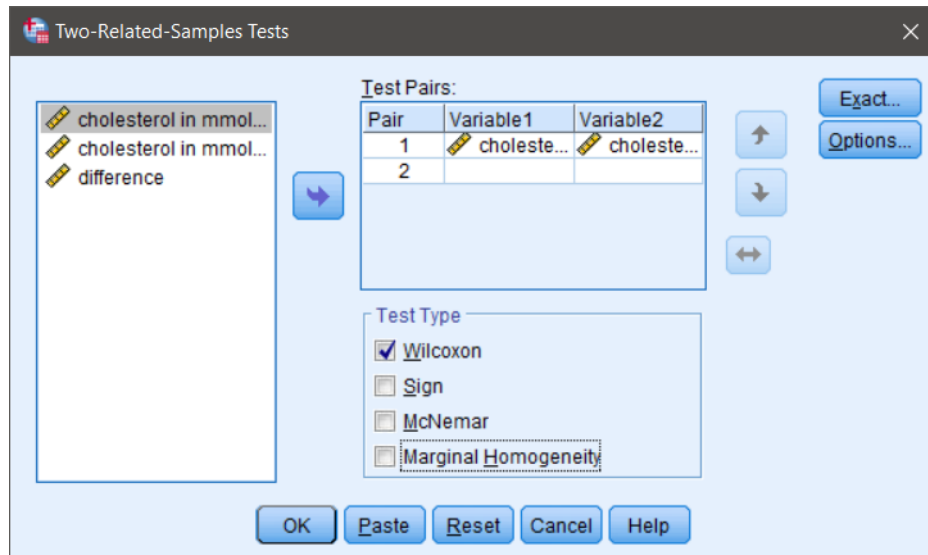 Two-Related-Samples Tests
cholesterol in mmol...
cholesterol in mmol...
difference
Test Pairs:
Pair Variable1 Variable2
1 choleste... choleste...
2
Exact...
Options...
Test Type
Wilcoxon
Sign
McNemar
Marginal Homogeneity
OK Paste Reset Cancel Help